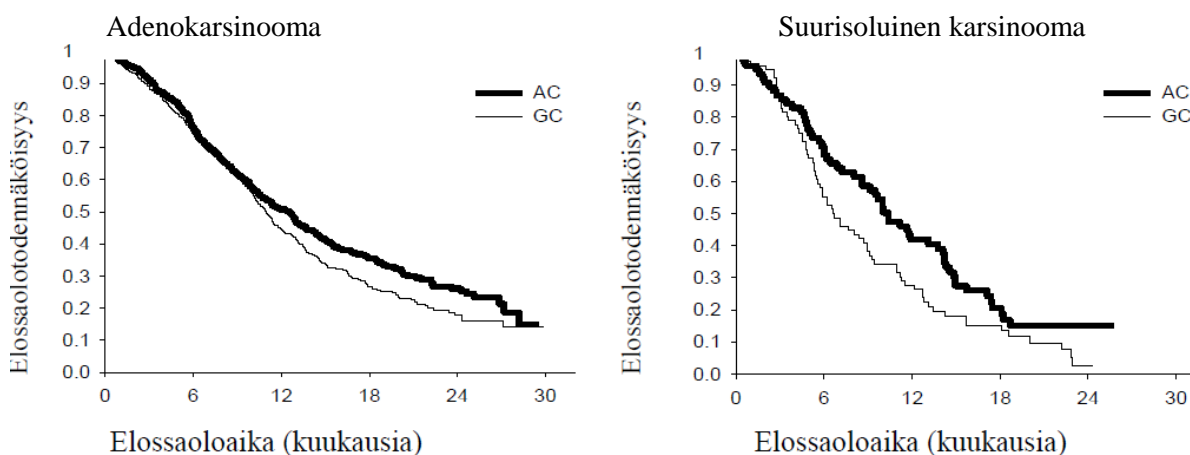 Adenokarsinooma
Elossaolotodennäköisyys
1
0.9
0.8
0.7
0.6
0.5
0.4
0.3
0.2
0.1
0.0
AC
GC
0 6 12 18 24 30
Elossaoloaika (kuukausia)
Suurisoluinen karsinooma
Elossaolotodennäköisyys
1
0.9
0.8
0.7
0.6
0.5
0.4
0.3
0.2
0.1
0.0
AC
GC
0 6 12 18 24 30
Elossaoloaika (kuukausia)